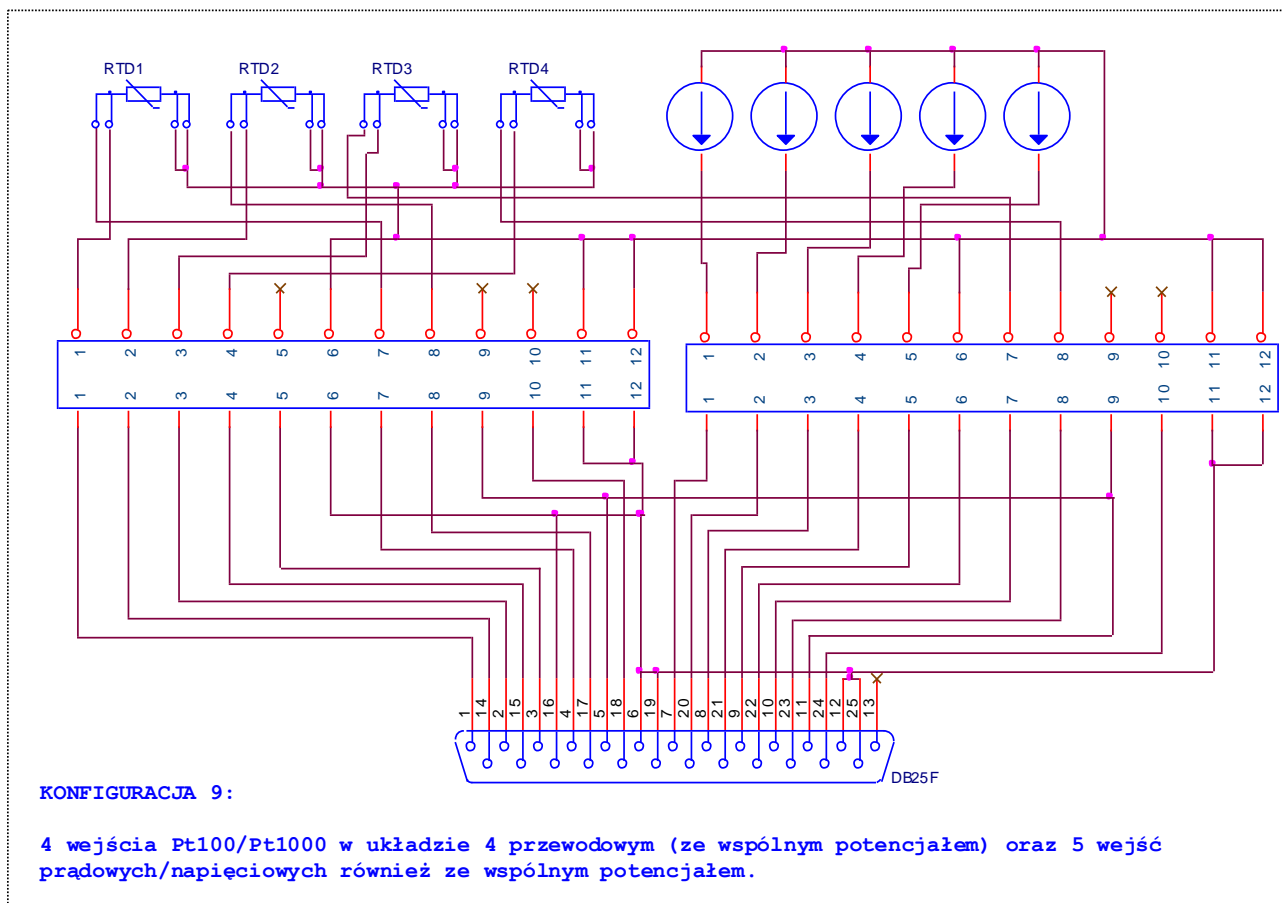 RTD1 RTD2 RTD3 RTD4
1 2 3 4 5 6 7 8 9 10 11 12
1 2 3 4 5 6 7 8 9 10 11 12
1 2 3 4 5 6 7 8 9 10 11 12
1 2 3 4 5 6 7 8 9 10 11 12
1 14 2 15 3 16 4 17 5 18 6 19 7 20 8 21 9 22 10 23 11 24 12 25 13
DB25F
KONFIGURACJA 9:
4 wejścia Pt100/Pt1000 w układzie 4 przewodowym (ze wspólnym potencjałem) oraz 5 wejść
prądowych/napięciowych również ze wspólnym potencjałem.